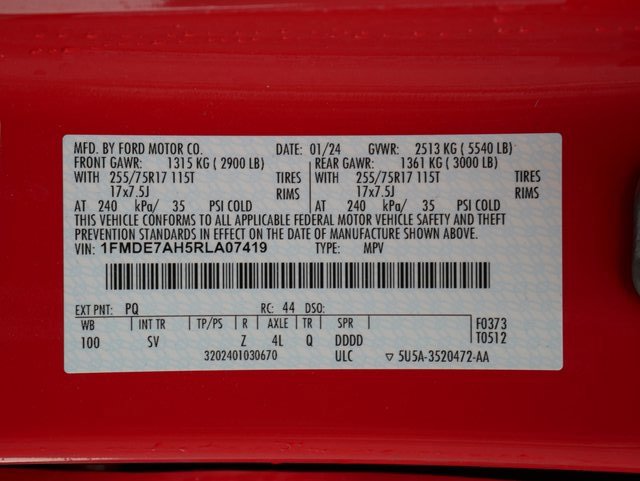 MFD. BY FORD MOTOR CO. DATE: 01/24 GVWR: 2513 KG ( 5540 LB)
FRONT GAWR: 1315 KG ( 2900 LB) REAR GAWR: 1361 KG ( 3000 LB)
WITH 255/75R17 115T TIRES WITH 255/75R17 115T TIRES
17x7.5J RIMS 17x7.5J RIMS
AT 240 kPa/ 35 PSI COLD AT 240 kPa/ 35 PSI COLD
THIS VEHICLE CONFORMS TO ALL APPLICABLE FEDERAL MOTOR VEHICLE SAFETY AND THEFT
PREVENTION STANDARDS IN EFFECT ON THE DATE OF MANUFACTURE SHOWN ABOVE.
VIN: 1FMDE7AH5RLA07419 TYPE: MPV
EXT PNT: PQ RC: 44 DSO:
WB INT TR TP/PS R AXLE TR SPR F0373
100 SV Z 4L Q DDDD T0512
3202401030670 ULC ▽ 5U5A-3520472-AA